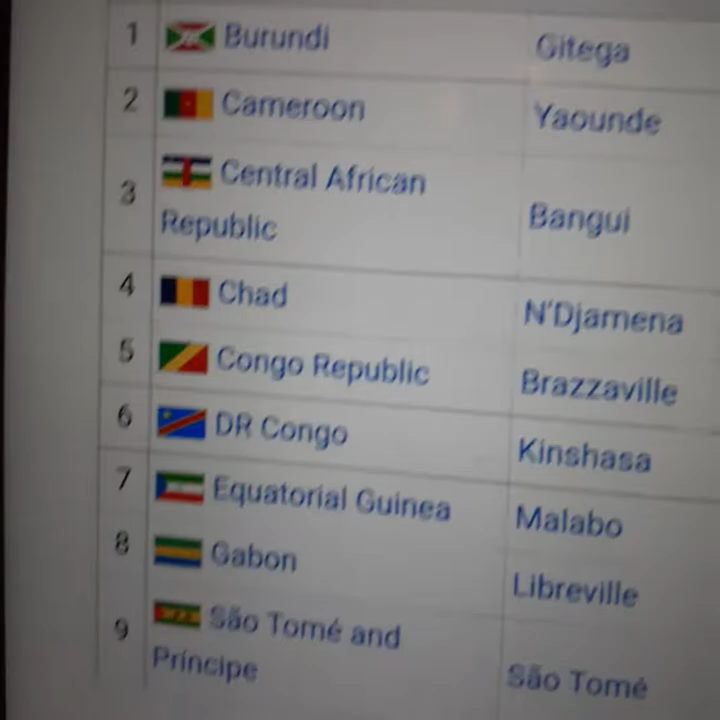 1 Burundi Gitega
2 Cameroon Yaounde
3 Central African
Republic Bangui
4 Chad N'Djamena
5 Congo Republic Brazzaville
6 DR Congo Kinshasa
7 Equatorial Guinea Malabo
8 Gabon Libreville
9 São Tomé and
Príncipe São Tomé